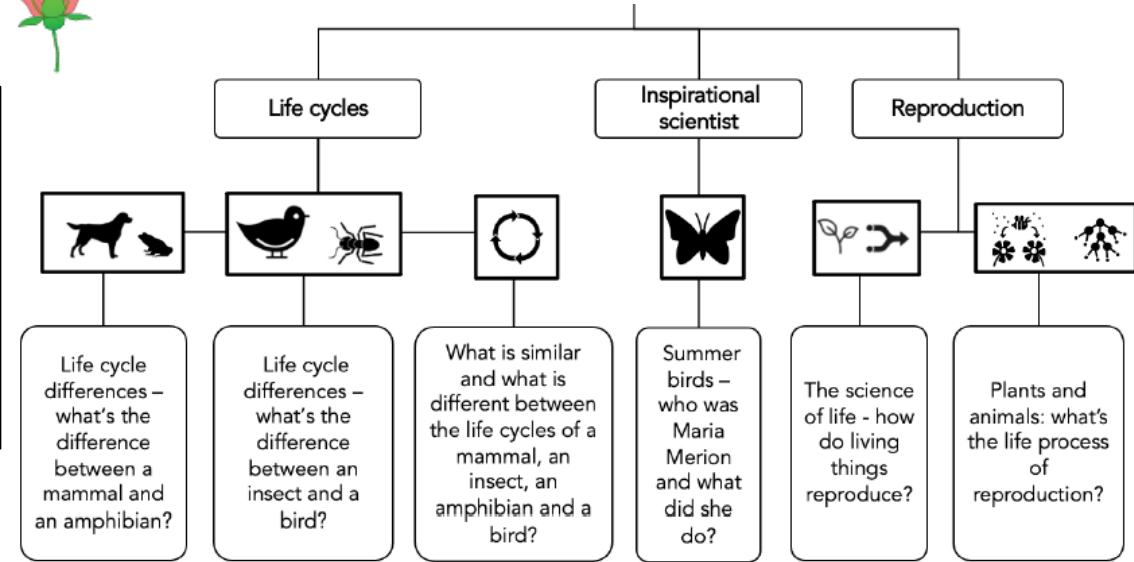 Life cycles
Inspirational
scientist
Reproduction
Life cycle
differences –
what's the
difference
between a
mammal and
an amphibian?
Life cycle
differences –
what's the
difference
between an
insect and a
bird?
What is similar
and what is
different between
the life cycles of a
mammal, an
insect, an
amphibian and a
bird?
Summer
birds –
who was
Maria
Merion
and what
did she
do?
The science
of life - how
do living
things
reproduce?
Plants and
animals: what's
the life process
of
reproduction?